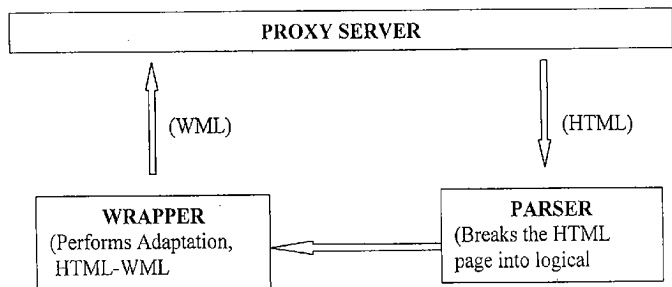 PROXY SERVER
(WML)
(HTML)
WRAPPER
(Performs Adaptation,
HTML-WML
PARSER
(Breaks the HTML
page into logical